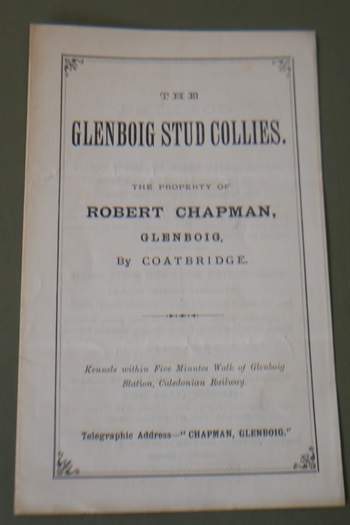 THE
GLENBOIG STUD COLLIES.
THE PROPERTY OF
ROBERT CHAPMAN,
GLENBOIG,
By COATBRIDGE.
Kennels within Five Minutes Walk of Glenboig
Station, Caledonian Railway.
Telegraphic Address—"CHAPMAN, GLENBOIG."